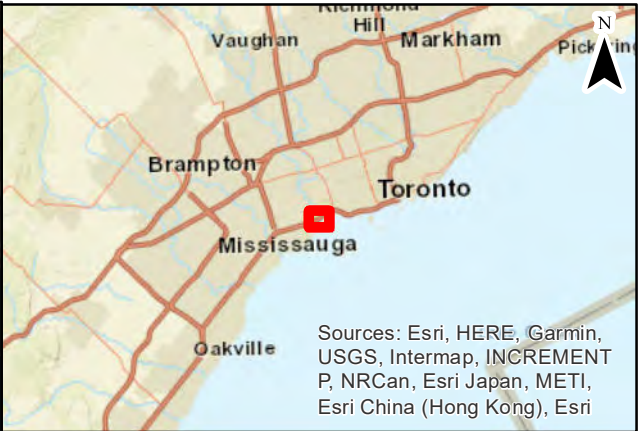 Richmond
Hill
N
Vaughan
Markham
Brampton
Toronto
Mississauga
Oakville
Sources: Esri, HERE, Garmin,
USGS, Intermap, INCREMENT
P, NRCan, Esri Japan, METI,
Esri China (Hong Kong), Esri